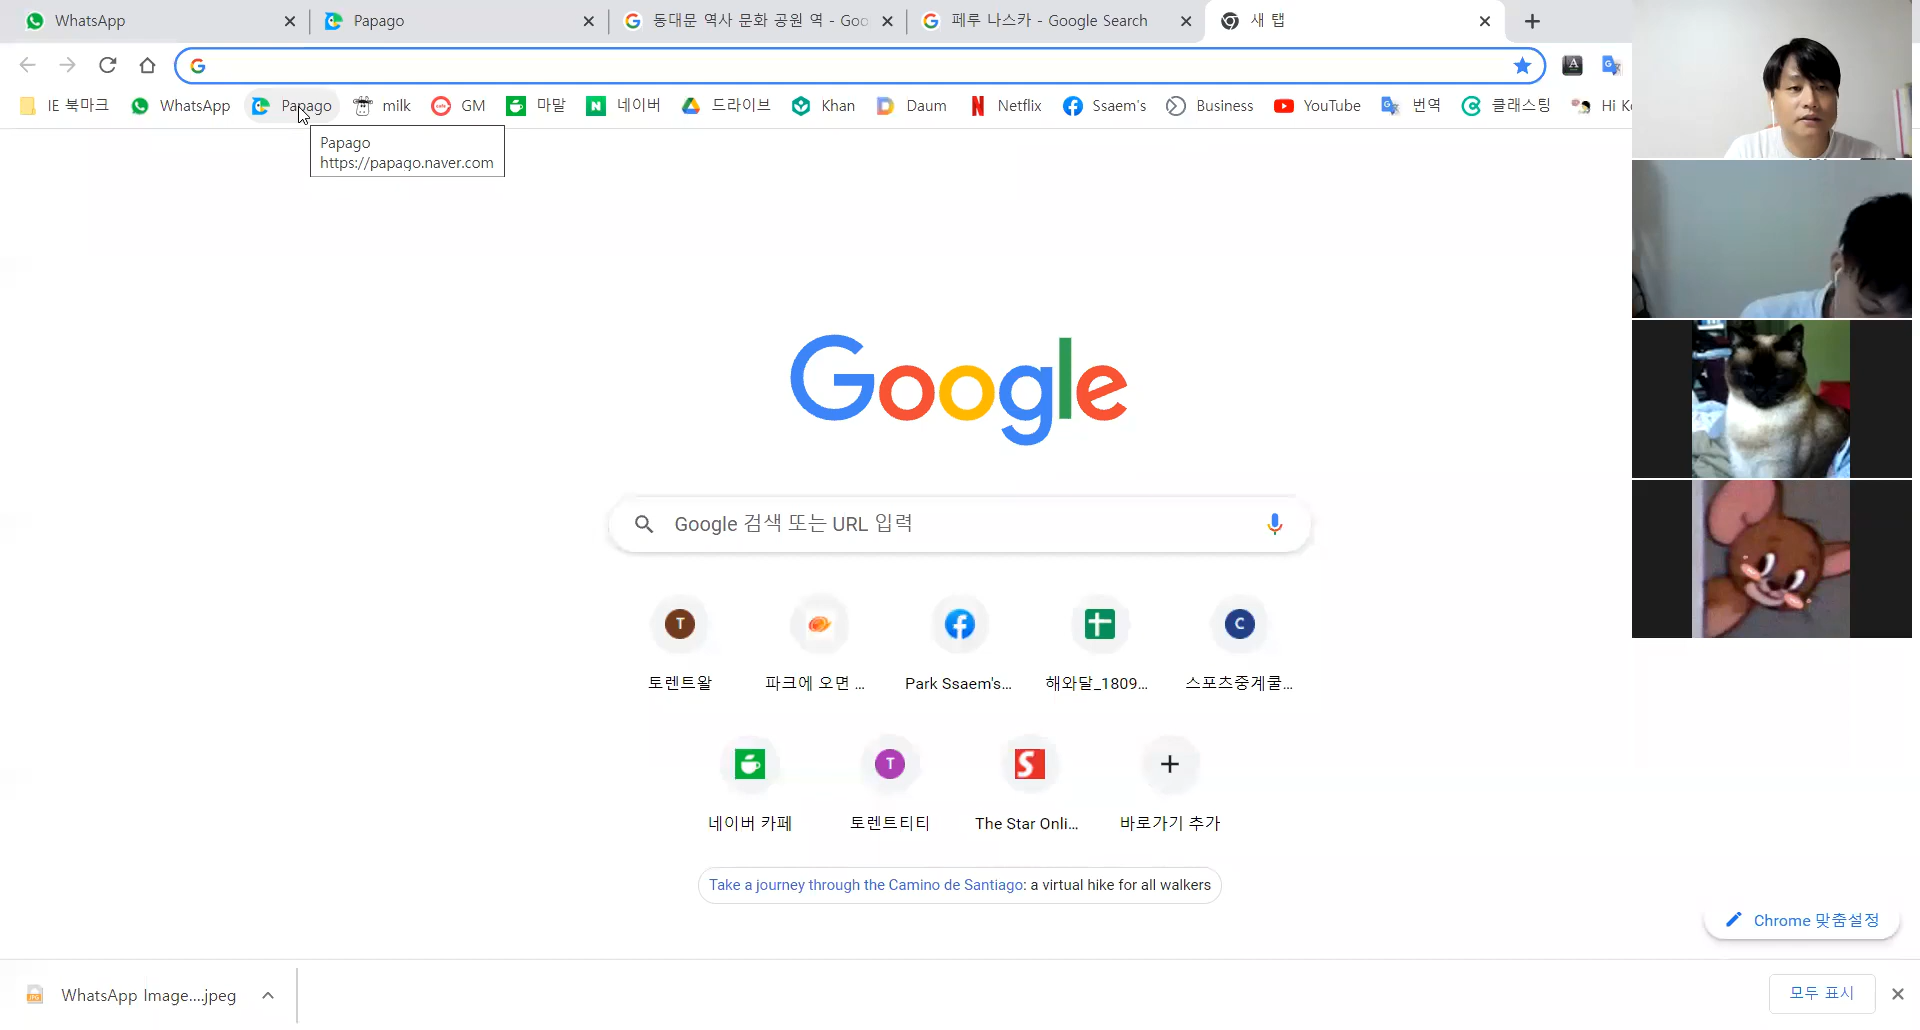 WhatsApp
Papago
동대문 역사 문화 공원 역 - Goo
페루 나스카 - Google Search
새 탭
IE 북마크
WhatsApp
Papago
milk
GM
마말
네이버
드라이브
Khan
Daum
Netflix
Ssaem's
Business
YouTube
번역
클래스팅
Hi K
Papago
https://papago.naver.com
Google
Google 검색 또는 URL 입력
T
C
토렌트왈
파크에 오면 ...
Park Ssaem's...
해와달_1809...
스포츠중계쿨...
T
S
네이버 카페
토렌트티티
The Star Onli...
바로가기 추가
Take a journey through the Camino de Santiago: a virtual hike for all walkers
Chrome 맞춤설정
WhatsApp Image....jpeg
모두 표시